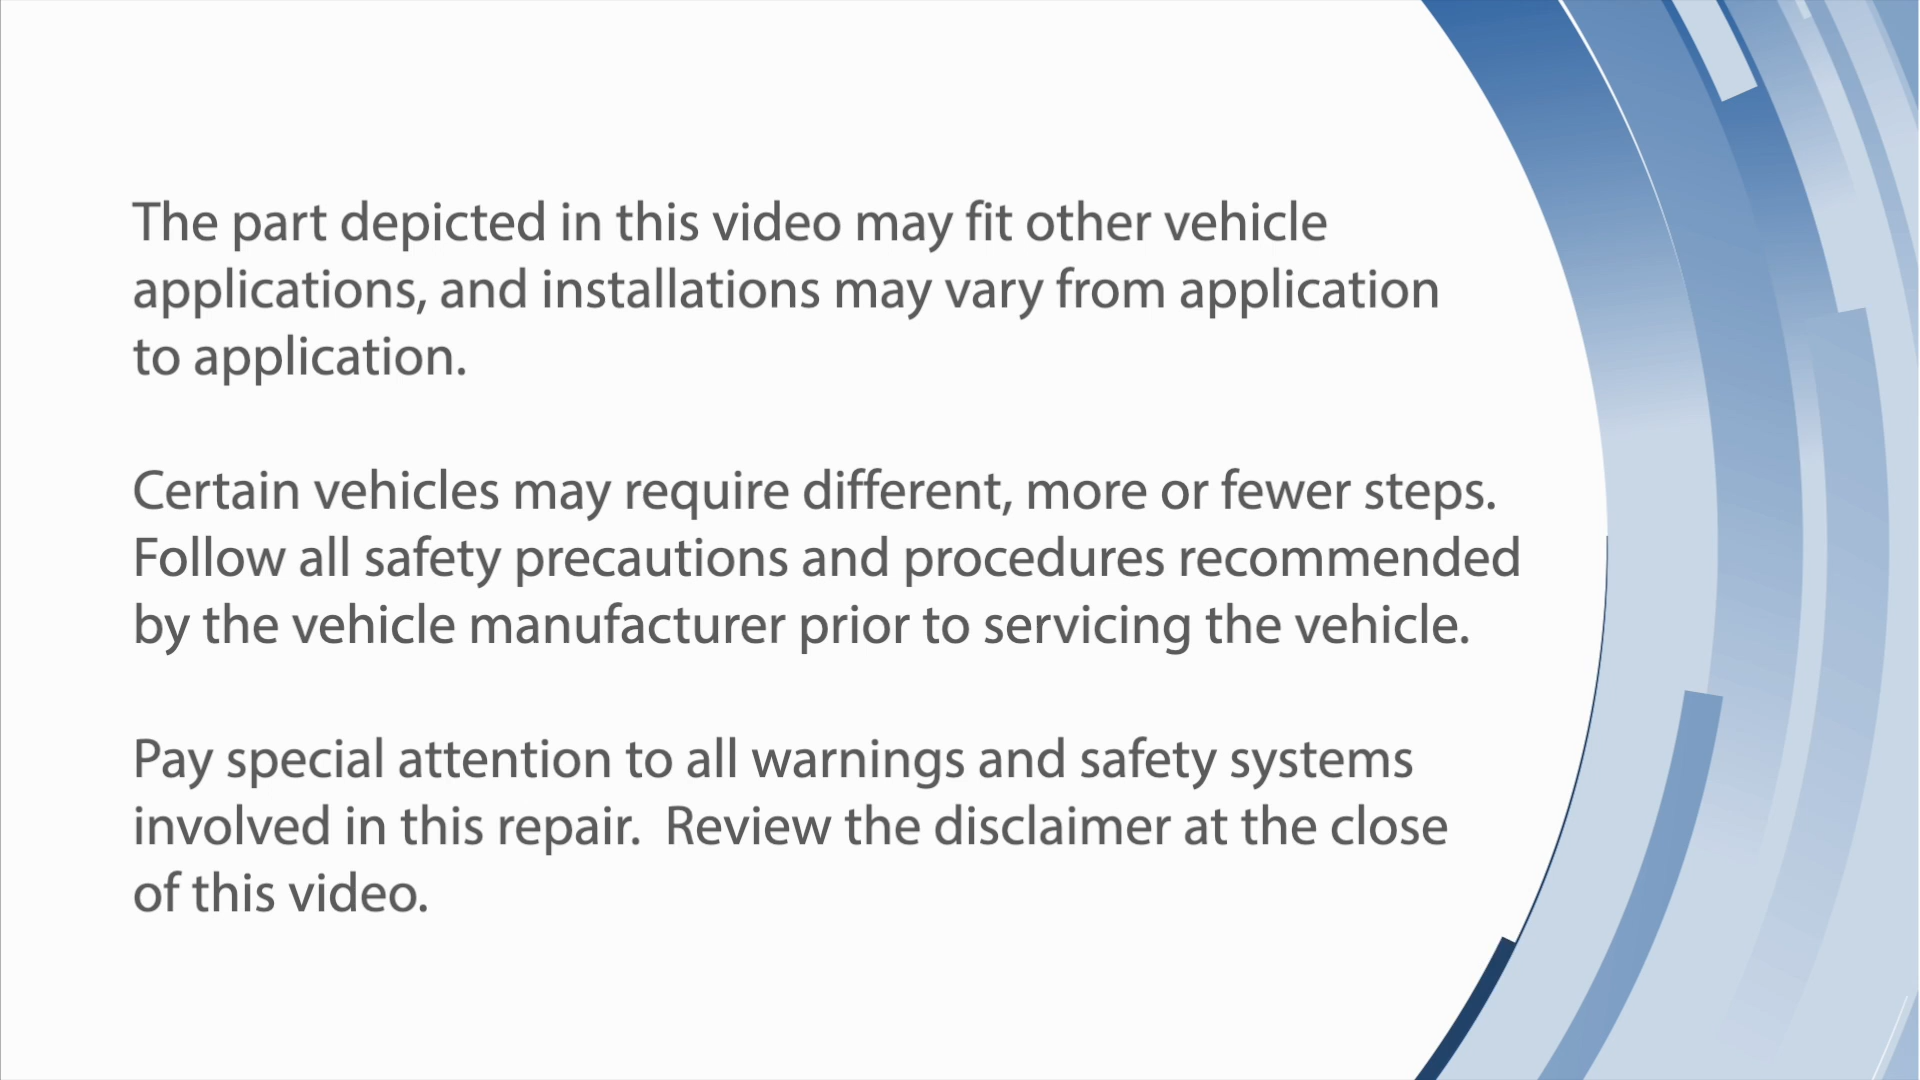 The part depicted in this video may fit other vehicle
applications, and installations may vary from application
to application.
Certain vehicles may require different, more or fewer steps.
Follow all safety precautions and procedures recommended
by the vehicle manufacturer prior to servicing the vehicle.
Pay special attention to all warnings and safety systems
involved in this repair.  Review the disclaimer at the close
of this video.